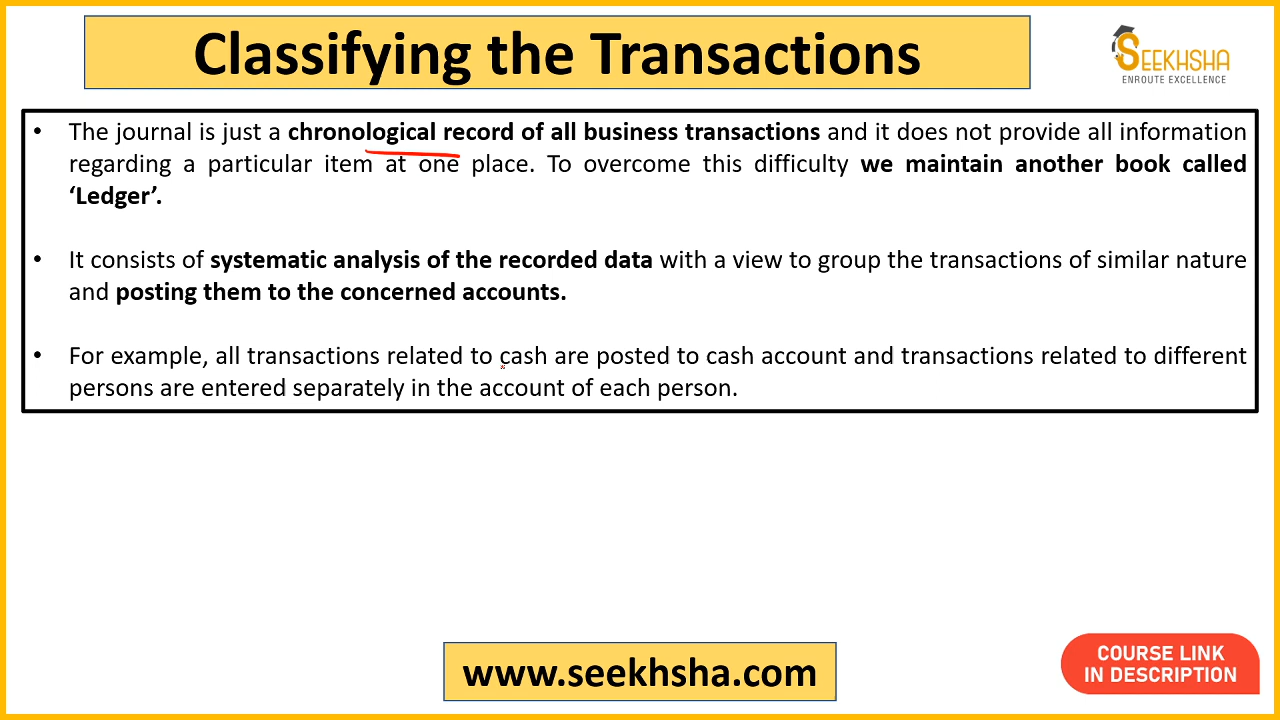 Classifying the Transactions
SEEKHSHA
ENROUTE EXCELLENCE
• The journal is just a chronological record of all business transactions and it does not provide all information
regarding a particular item at one place. To overcome this difficulty we maintain another book called
‘Ledger’.
• It consists of systematic analysis of the recorded data with a view to group the transactions of similar nature
and posting them to the concerned accounts.
• For example, all transactions related to cash are posted to cash account and transactions related to different
persons are entered separately in the account of each person.
www.seekhsha.com
COURSE LINK
IN DESCRIPTION